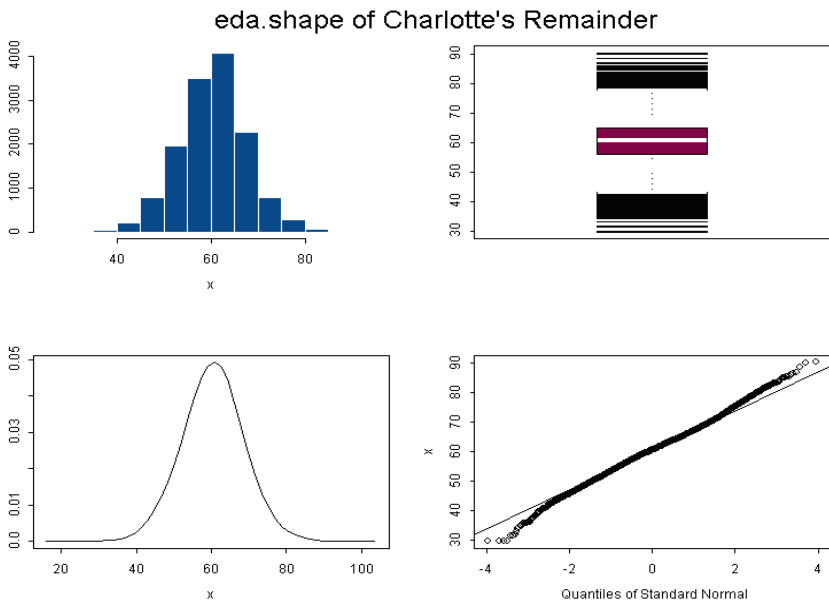 eda.shape of Charlotte's Remainder
4000
3000
2000
1000
0
40 60 80
x
90
80
70
60
50
40
30
0.05
0.03
0.01
0.0
20 40 60 80 100
x
90
80
70
60
50
40
30
x
-4 -2 0 2 4
Quantiles of Standard Normal